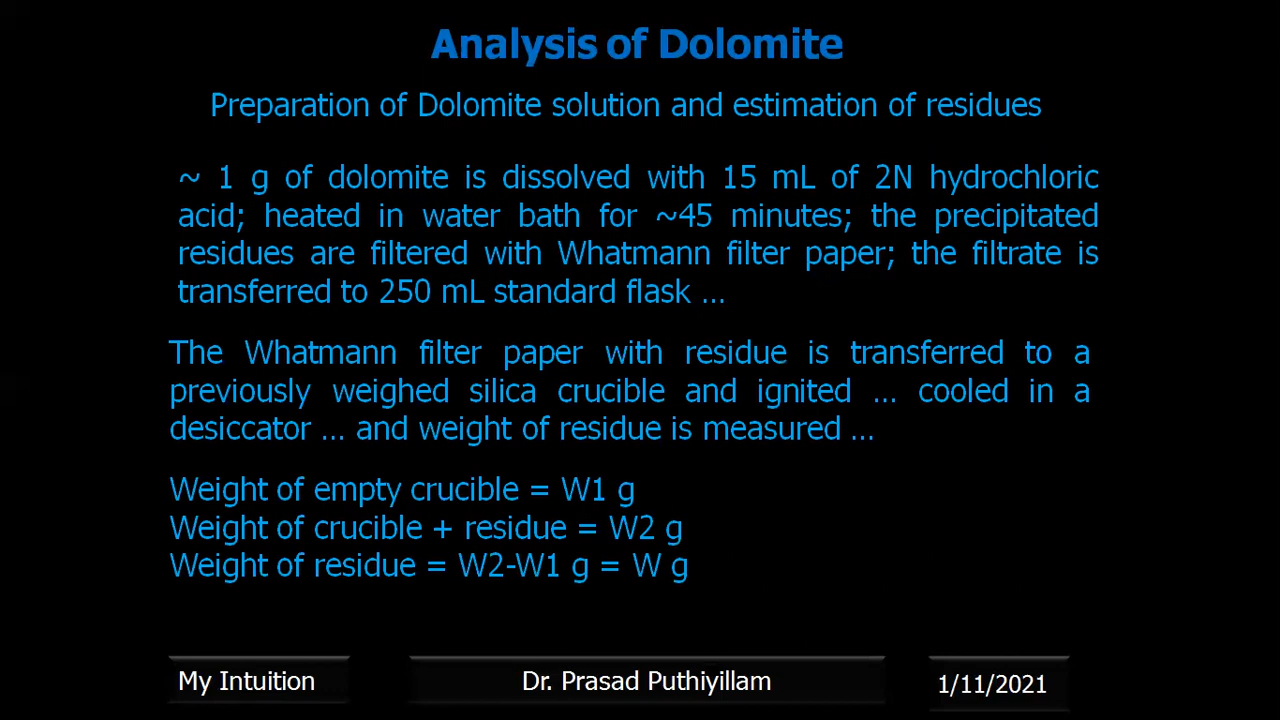 Analysis of Dolomite
Preparation of Dolomite solution and estimation of residues
~ 1 g of dolomite is dissolved with 15 mL of 2N hydrochloric
acid; heated in water bath for ~45 minutes; the precipitated
residues are filtered with Whatmann filter paper; the filtrate is
transferred to 250 mL standard flask ...
The Whatmann filter paper with residue is transferred to a
previously weighed silica crucible and ignited ... cooled in a
desiccator ... and weight of residue is measured ...
Weight of empty crucible = W1 g
Weight of crucible + residue = W2 g
Weight of residue = W2-W1 g = W g
My Intuition
Dr. Prasad Puthiyillam
1/11/2021